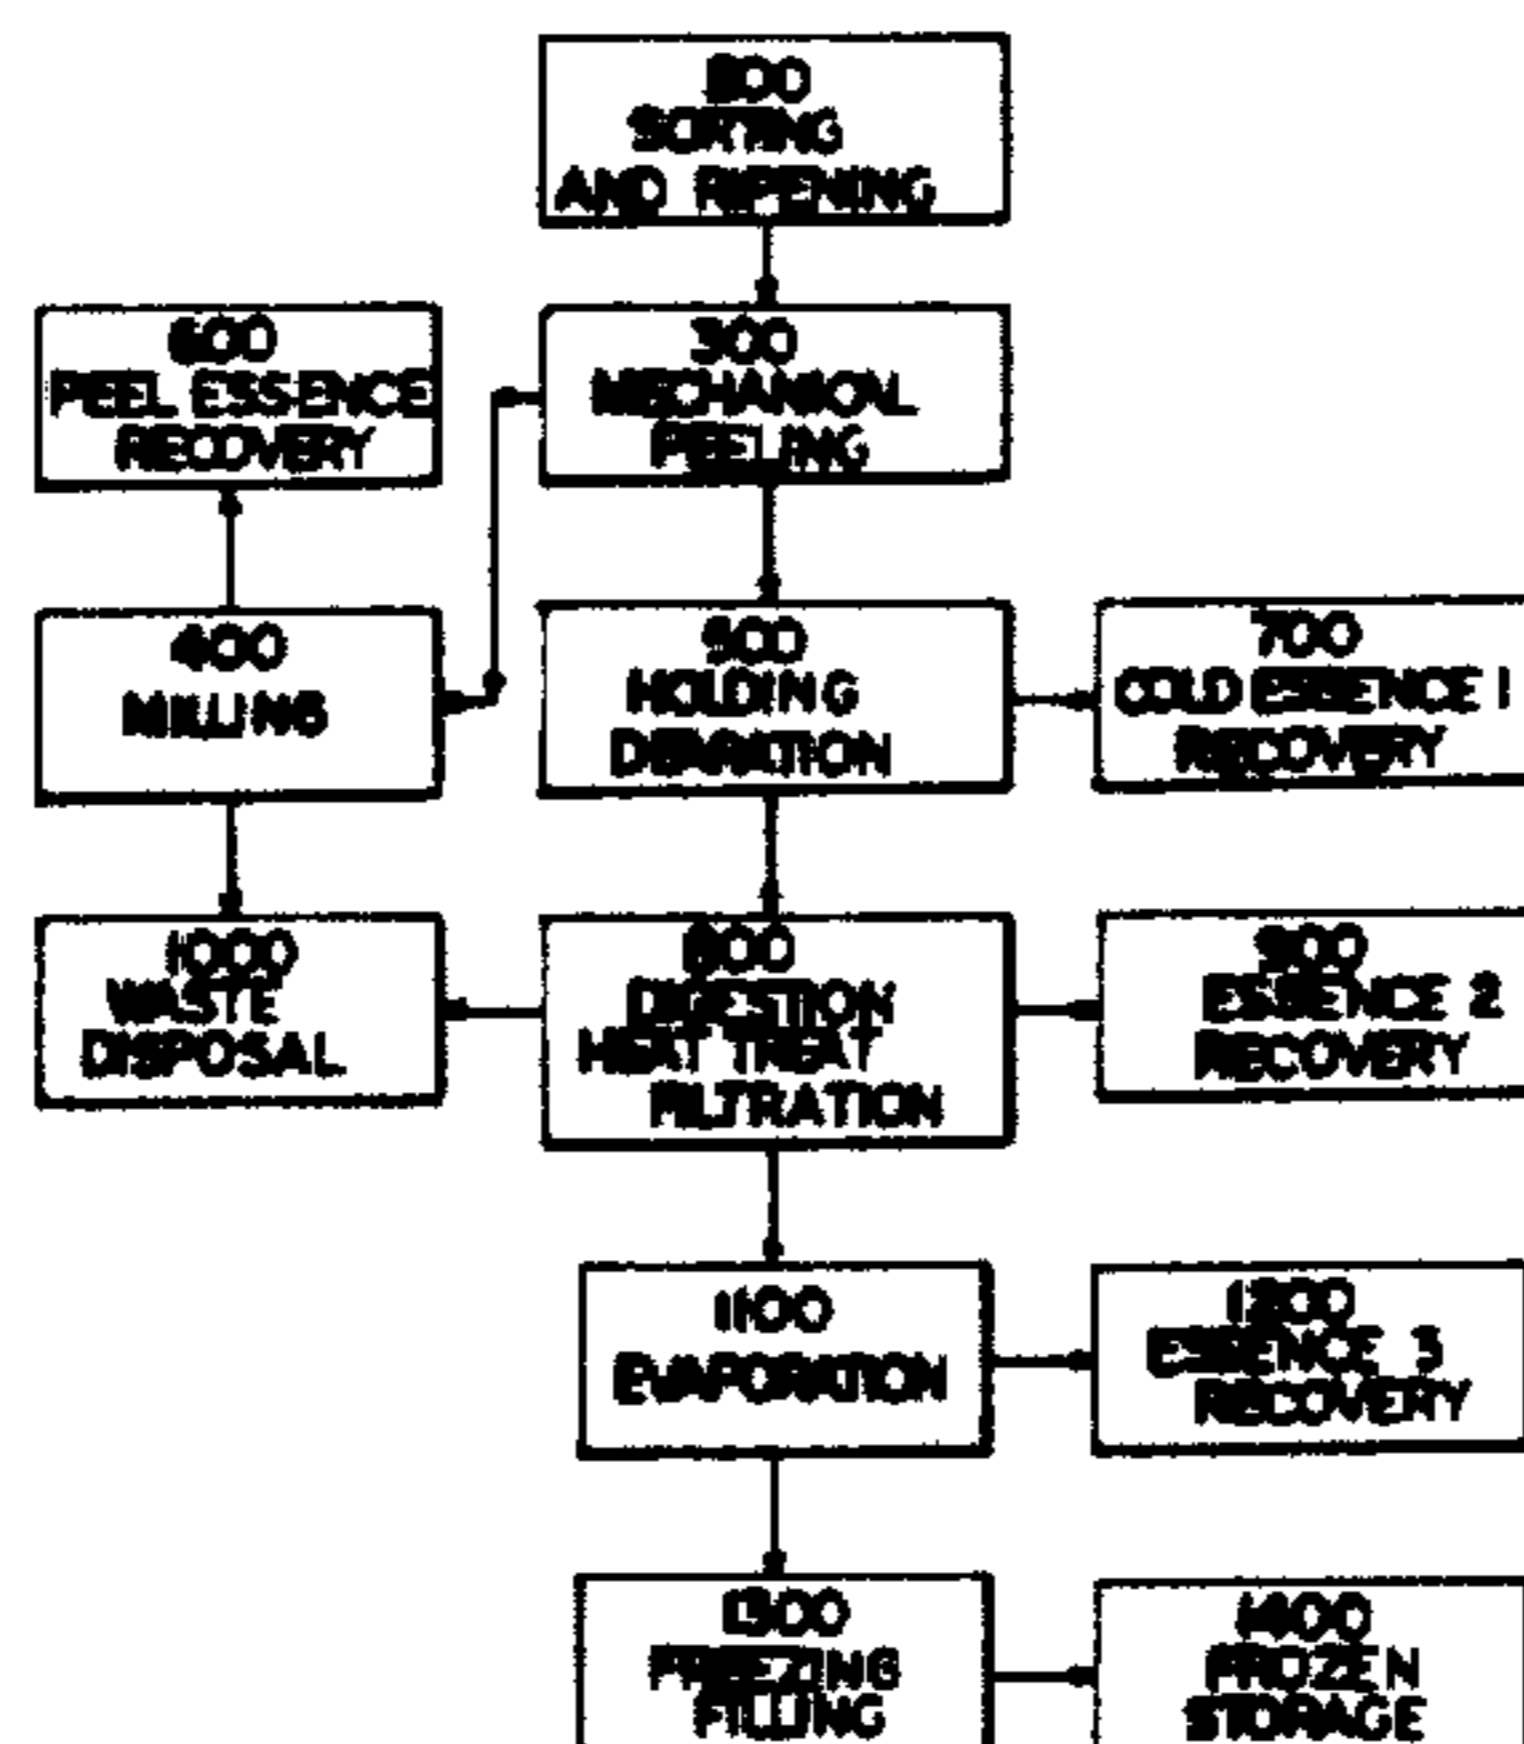 200
SORTING
AND RIPENING
600
PEEL ESSENCE
RECOVERY
300
MECHANICAL
PEELING
400
MILLING
500
HOLDING
DEARATION
700
COLD ESSENCE 1
RECOVERY
1000
WASTE
DISPOSAL
800
DIGESTION
HEAT TREAT
FILTRATION
900
ESSENCE 2
RECOVERY
1100
EVAPORATION
1200
ESSENCE 3
RECOVERY
1300
FREEZING
FILLING
1400
FROZEN
STORAGE